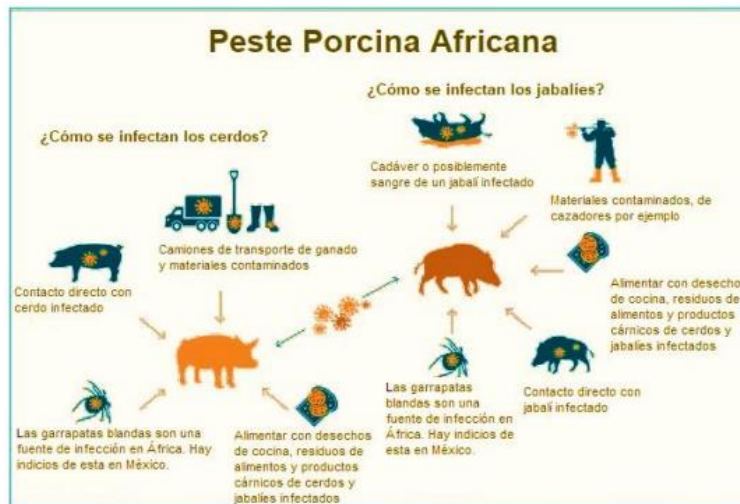 Peste Porcina Africana
¿Cómo se infectan los jabalíes?
¿Cómo se infectan los cerdos?
Cadáver o posiblemente
sangre de un jabalí infectado
Materiales contaminados, de
cazadores por ejemplo
Camiones de transporte de ganado
y materiales contaminados
Contacto directo con
cerdo infectado
Alimentar con desechos
de cocina, residuos de
alimentos y productos
cárnicos de cerdos y
jabalíes infectados
Contacto directo con
jabalí infectado
Las garrapatas blandas son una
fuente de infección en
África. Hay indicios de
esta en México.
Las garrapatas blandas son una
fuente de infección en África. Hay
indicios de esta en México.
Alimentar con desechos
de cocina, residuos de
alimentos y productos
cárnicos de cerdos y
jabalíes infectados